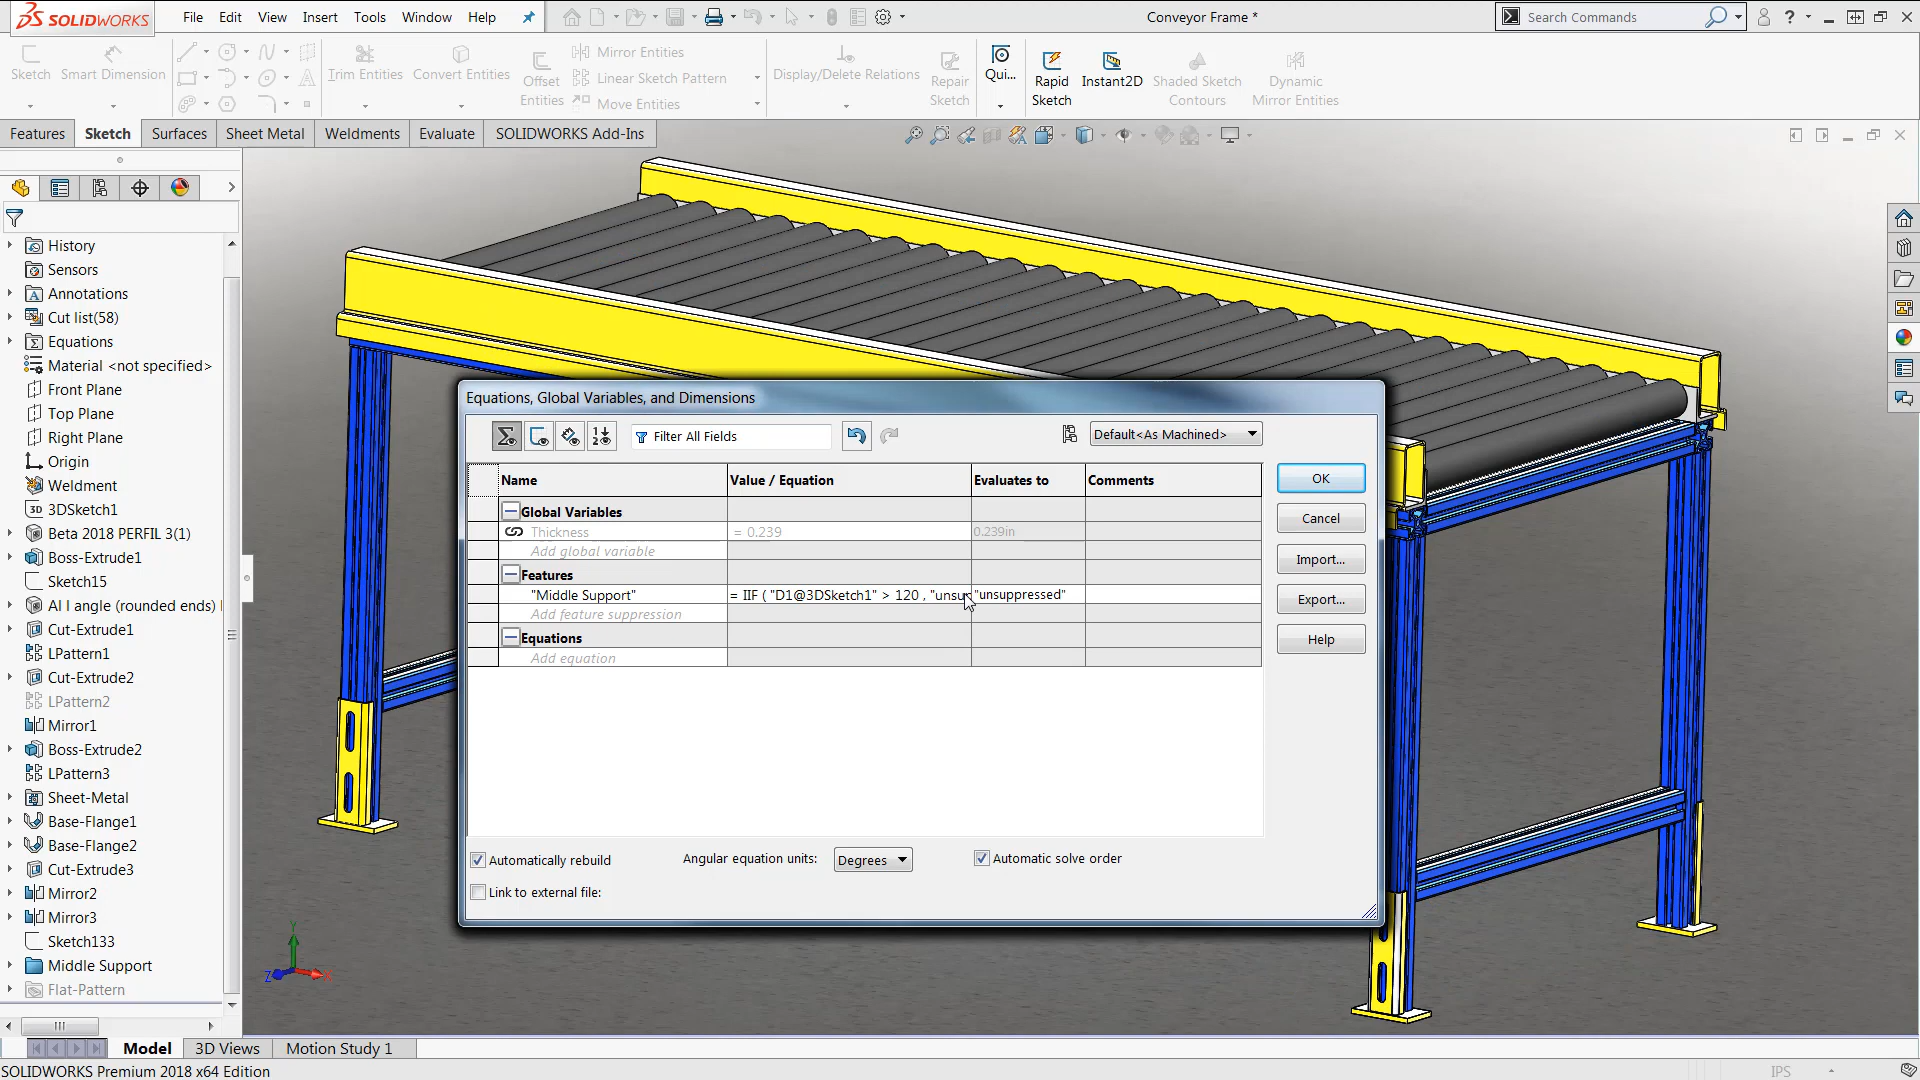 SOLIDWORKS File Edit View Insert Tools Window Help Conveyor Frame * Search Commands ?
Sketch Smart Dimension Trim Entities Convert Entities Offset Entities Mirror Entities Linear Sketch Pattern Move Entities Display/Delete Relations Repair Sketch Qui... Rapid Sketch Instant2D Shaded Sketch Contours Dynamic Mirror Entities
Features Sketch Surfaces Sheet Metal Weldments Evaluate SOLIDWORKS Add-Ins
History
Sensors
Annotations
Cut list(58)
Equations
Material <not specified>
Front Plane
Top Plane
Right Plane
Origin
Weldment
3D 3DSketch1
Beta 2018 PERFIL 3(1)
Boss-Extrude1
Sketch15
Al I angle (rounded ends)
Cut-Extrude1
LPattern1
Cut-Extrude2
LPattern2
Mirror1
Boss-Extrude2
LPattern3
Sheet-Metal
Base-Flange1
Base-Flange2
Cut-Extrude3
Mirror2
Mirror3
Sketch133
Middle Support
Flat-Pattern
Equations, Global Variables, and Dimensions
Filter All Fields Default<As Machined>
Name Value / Equation Evaluates to Comments
Global Variables
Thickness = 0.239 0.239in
Add global variable
Features
"Middle Support" = IIF ( "D1@3DSketch1" > 120 , "unsu "unsuppressed"
Add feature suppression
Equations
Add equation
OK
Cancel
Import...
Export...
Help
Automatically rebuild Angular equation units: Degrees Automatic solve order
Link to external file:
Y
Z X
Model 3D Views Motion Study 1
SOLIDWORKS Premium 2018 x64 Edition IPS